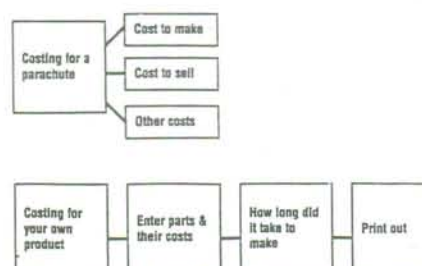 Cost to make
Costing for a
parachute
Cost to sell
Other costs
Costing for
your own
product
Enter parts &
their costs
How long did
it take to
make
Print out